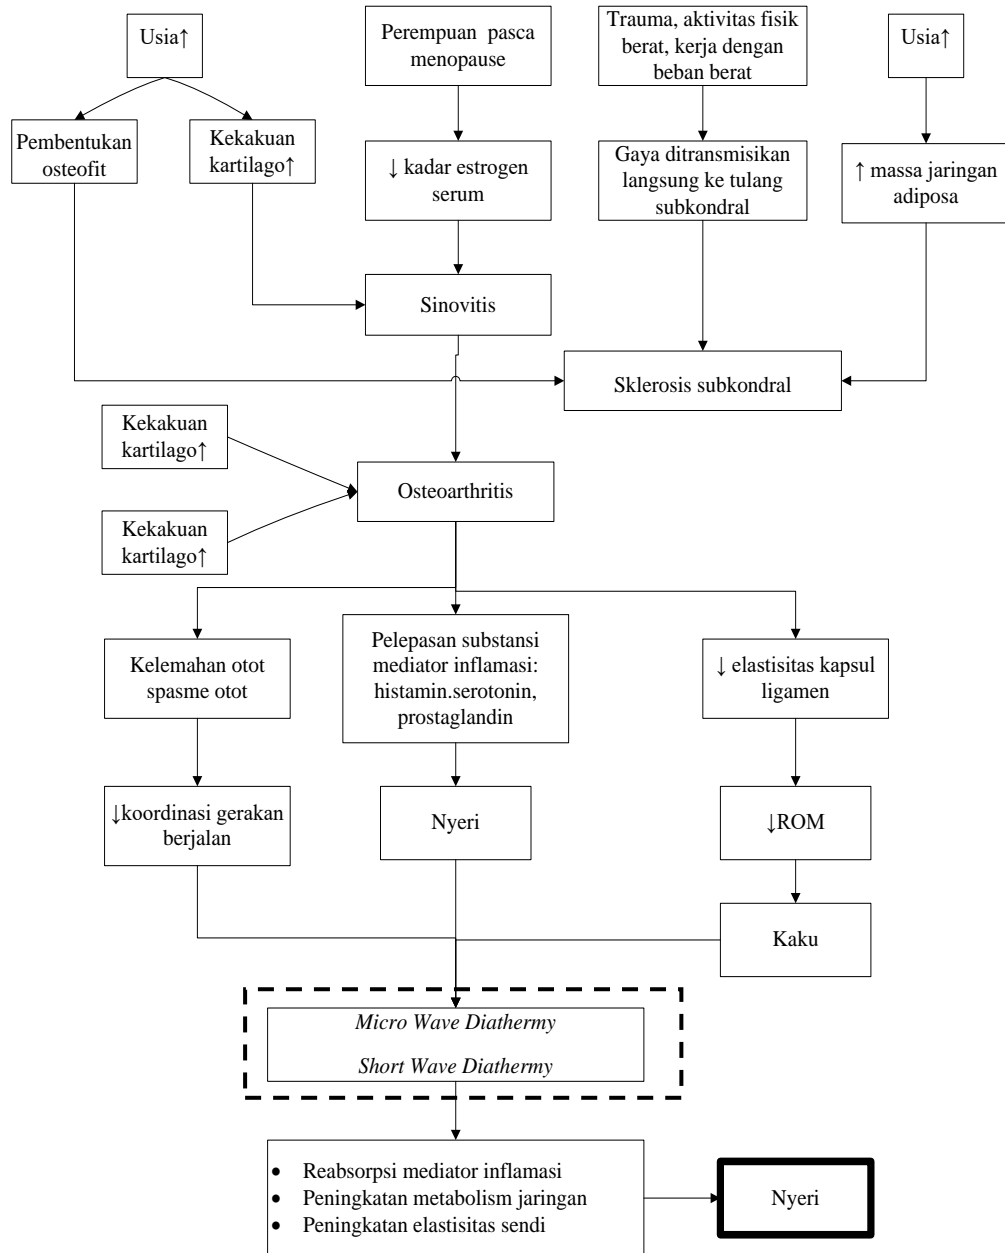 Usia↑
Perempuan pasca
menopause
Trauma, aktivitas fisik
berat, kerja dengan
beban berat
Usia↑
Pembentukan
osteofit
Kekakuan
kartilago↑
↓ kadar estrogen
serum
Gaya ditransmisikan
langsung ke tulang
subkondral
↑ massa jaringan
adiposa
Sinovitis
Sklerosis subkondral
Kekakuan
kartilago↑
Osteoarthritis
Kekakuan
kartilago↑
Kelemahan otot
spasme otot
Pelepasan substansi
mediator inflamasi:
histamin.serotonin,
prostaglandin
↓ elastisitas kapsul
ligamen
↓koordinasi gerakan
berjalan
Nyeri
↓ROM
Kaku
Micro Wave Diathermy
Short Wave Diathermy
• Reabsorpsi mediator inflamasi
• Peningkatan metabolism jaringan
• Peningkatan elastisitas sendi
Nyeri